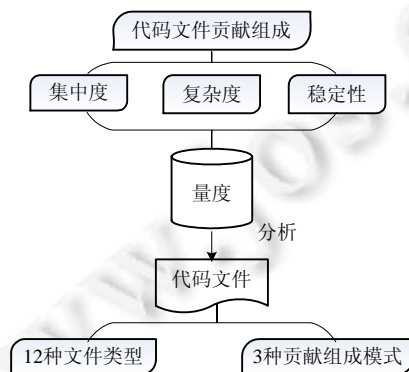 代码文件贡献组成
集中度
复杂度
稳定性
量度
分析
代码文件
12种文件类型
3种贡献组成模式